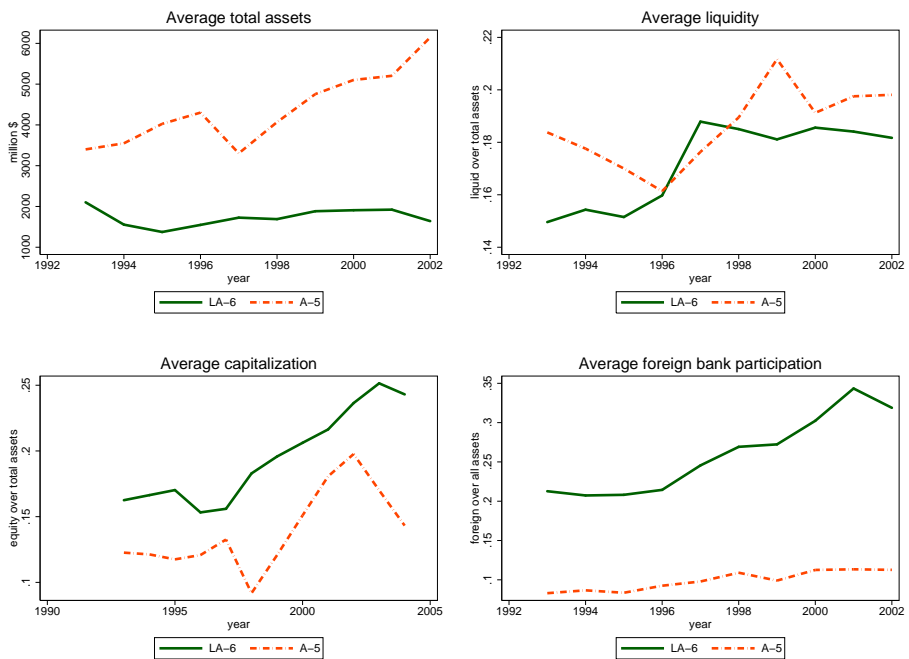 Average total assets
million $
6000
5000
4000
3000
2000
1000
1992 1994 1996 1998 2000 2002
year
LA−6 A−5
Average liquidity
liquid over total assets
.22
.2
.18
.16
.14
1992 1994 1996 1998 2000 2002
year
LA−6 A−5
Average capitalization
equity over total assets
.25
.2
.15
.1
1990 1995 2000 2005
year
LA−6 A−5
Average foreign bank participation
foreign over all assets
.35
.3
.25
.2
.15
.1
1992 1994 1996 1998 2000 2002
year
LA−6 A−5